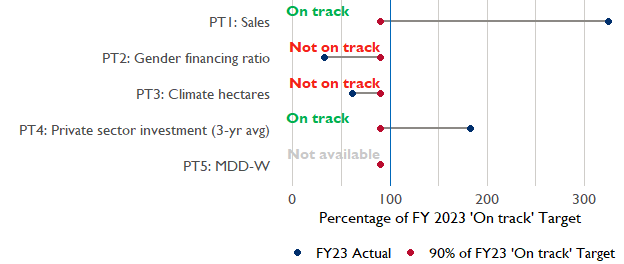 On track
PT1: Sales
Not on track
PT2: Gender financing ratio
Not on track
PT3: Climate hectares
On track
PT4: Private sector investment (3-yr avg)
Not available
PT5: MDD-W
0 100 200 300
Percentage of FY 2023 'On track' Target
FY23 Actual 90% of FY23 'On track' Target